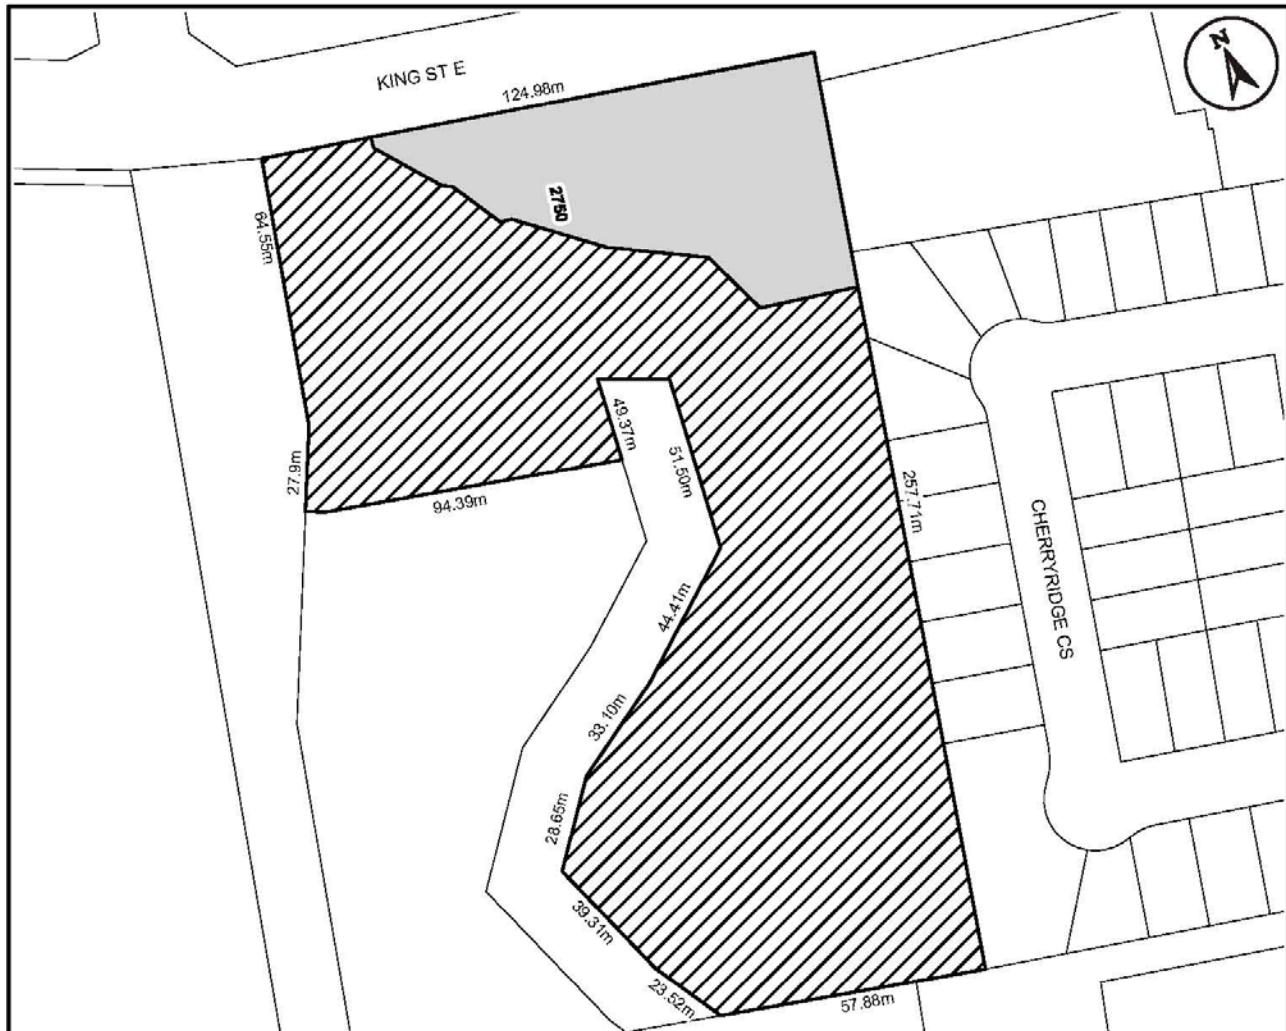 KING ST E
124.98m
N
2750
64.55m
49.37m
51.50m
27.9m
94.39m
257.71m
CHERRYRIDGE CS
44.41m
33.10m
28.65m
39.31m
23.52m
57.88m